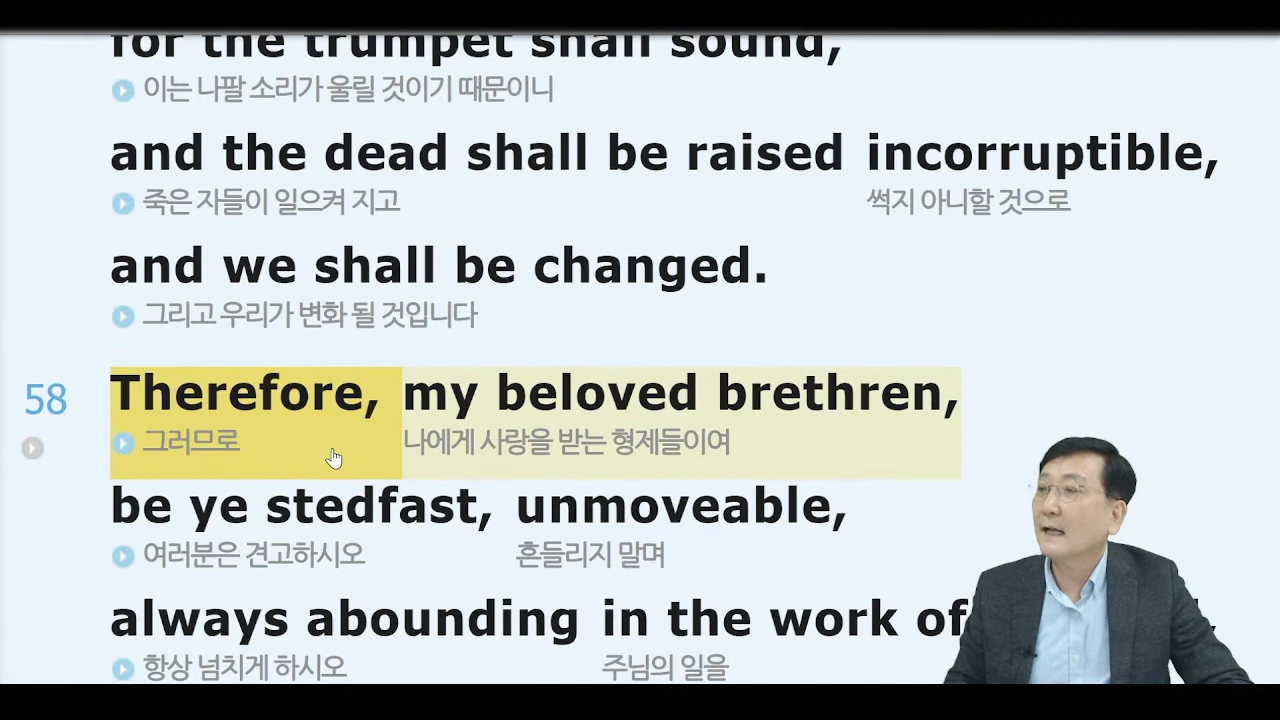 for the trumpet shall sound,
이는 나팔 소리가 울릴 것이기 때문이니
and the dead shall be raised incorruptible,
죽은 자들이 일으켜 지고 썩지 아니할 것으로
and we shall be changed.
그리고 우리가 변화 될 것입니다
58 Therefore, my beloved brethren,
그러므로 나에게 사랑을 받는 형제들이여
be ye stedfast, unmoveable,
여러분은 견고하시오 흔들리지 말며
always abounding in the work of
항상 넘치게 하시오 주님의 일을